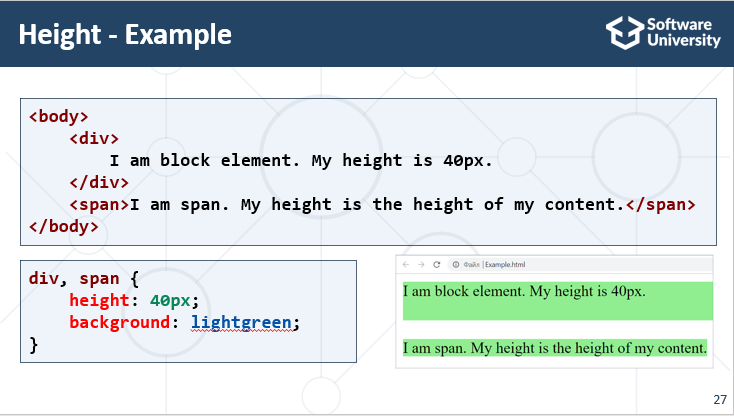 Height - Example
Software
University
<body>
<div>
I am block element. My height is 40px.
</div>
<span>I am span. My height is the height of my content.</span>
</body>
div, span {
height: 40px;
background: lightgreen;
}
Файл | Example.html
I am block element. My height is 40px.
I am span. My height is the height of my content.
27